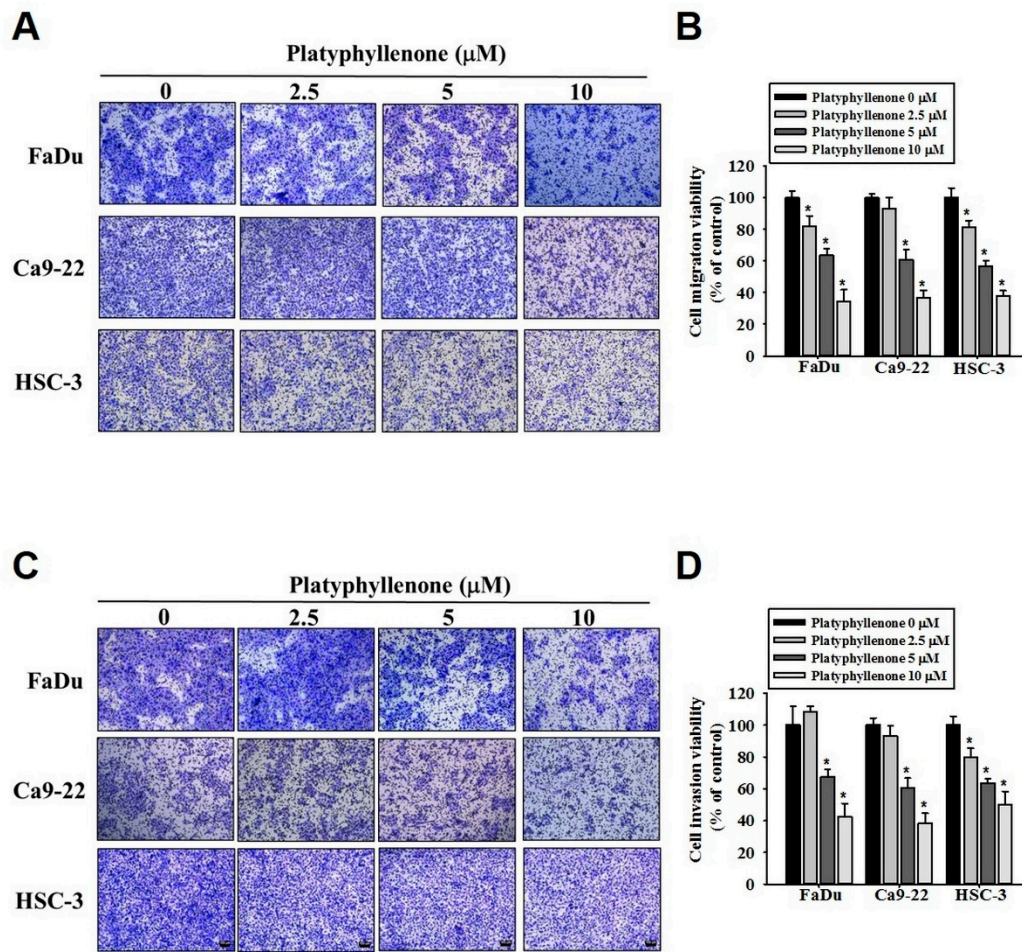 A
Platyphyllenone (μM)
0 2.5 5 10
FaDu
Ca9-22
HSC-3
B
Platyphyllenone 0 μM
Platyphyllenone 2.5 μM
Platyphyllenone 5 μM
Platyphyllenone 10 μM
Cell migraton viability
(% of control)
120
100
80
60
40
20
0
* * * * * * * *
FaDu Ca9-22 HSC-3
C
Platyphyllenone (μM)
0 2.5 5 10
FaDu
Ca9-22
HSC-3
D
Platyphyllenone 0 μM
Platyphyllenone 2.5 μM
Platyphyllenone 5 μM
Platyphyllenone 10 μM
Cell invasion viability
(% of control)
120
100
80
60
40
20
0
* * * * * * *
FaDu Ca9-22 HSC-3